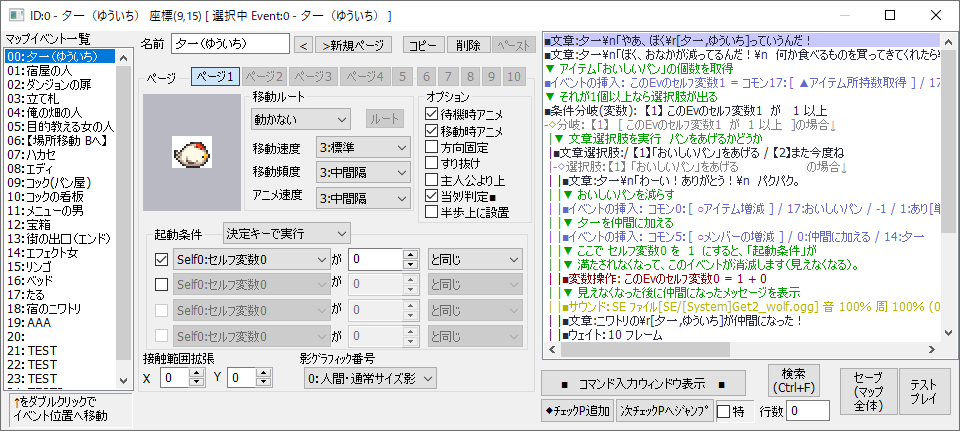 ID:0 - 夕一（ゆういち） 座標(9,15) [ 選択中 Event:0 - 夕一（ゆういち） ]
マップイベント一覧
00:夕一（ゆういち）
01:宿屋の人
02:ダンジョンの扉
03:立て札
04:俺の畑の人
05:目的教える女の人
06:【場所移動 B^】
07:ハカセ
08:エディ
09:コック(パン屋)
10:コックの看板
11:メニューの男
12:宝箱
13:街の出口(エンド)
14:エフェクト女
15:リンゴ
16:ベッド
17:たる
18:宿のニワトリ
19:AAA
20:
21:TEST
22:TEST5
23:TEST
↑をダブルクリックで
イベント位置へ移動
名前 夕一（ゆういち） < >新規ページ コピー 削除 ペースト
ページ ページ1 ページ2 ページ3 ページ4 5 6 7 8 9 10
移動ルート
動かない ルート
移動速度 3:標準
移動頻度 3:中間隔
アニメ速度 3:中間隔
オプション
待機時アニメ
移動時アニメ
方向固定
すり抜け
主人公より上
当り判定■
半歩上に設置
起動条件 決定キーで実行
Self0:セルフ変数0 が 0 と同じ
Self0:セルフ変数0 が 0 と同じ
Self0:セルフ変数0 が と同じ
Self0:セルフ変数0 が と同じ
接触範囲拡張
X 0 Y 0
影グラフィック番号
0:人間・通常サイズ影
■文章:夕一¥n「やあ、ぼく¥r[夕一,ゆういち]っていうんだ！
■文章:夕一¥n「ぼく、おなかが減ってるんだ！¥n 何か食べるものを買ってきてくれたら¥
▼ アイテム「おいしいパン」の個数を取得
■イベントの挿入: このEvのセルフ変数1 = コモン17:[ ▲アイテム所持数取得 ] / 17
▼ それが1個以上なら選択肢が出る
■条件分岐(変数): 【1】 このEvのセルフ変数1 が 1 以上
-◇分岐: 【1】 [ このEvのセルフ変数1 が 1 以上 ]の場合↓
|▼ 文章選択肢を実行 パンをあげるかどうか
|■文章選択肢:/【1】「おいしいパン」をあげる /【2】また今度ね
|-◇選択肢:【1】「おいしいパン」をあげる の場合↓
| |■文章:夕一¥n「わーい！ありがとう！¥n パクパク。
| |▼ おいしいパンを減らす
| |■イベントの挿入: コモン0:[ ○アイテム増減 ] / 17:おいしいパン / -1 / 1:あり[単
| |▼ 夕一を仲間に加える
| |■イベントの挿入: コモン5:[ ○メンバーの増減 ] / 0:仲間に加える / 14:夕一
| |▼ ここで セルフ変数0 を 1 にすると、「起動条件」が
| |▼ 満たされなくなって、このイベントが消滅します(見えなくなる)。
| |■変数操作: このEvのセルフ変数0 = 1 + 0
| |▼ 見えなくなった後に仲間になったメッセージを表示
| |■サウンド: SE ファイル[SE/[System]Get2_wolf.ogg] 音 100% 周 100% (0
| |■文章:ニワトリの¥r[夕一,ゆういち]が仲間になった！
| |■ウェイト:10 フレーム
■ コマンド入力ウィンドウ表示 ■
検索
(Ctrl+F)
◆チェックP追加 次チェックPへジャンプ 特 行数 0
セーブ
(マップ
全体)
テスト
プレイ